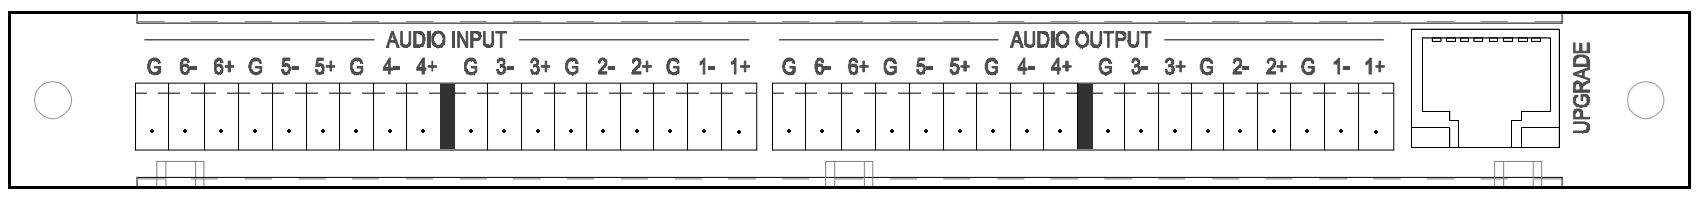 AUDIO INPUT
G 6- 6+ G 5- 5+ G 4- 4+ G 3- 3+ G 2- 2+ G 1- 1+
AUDIO OUTPUT
G 6- 6+ G 5- 5+ G 4- 4+ G 3- 3+ G 2- 2+ G 1- 1+
UPGRADE